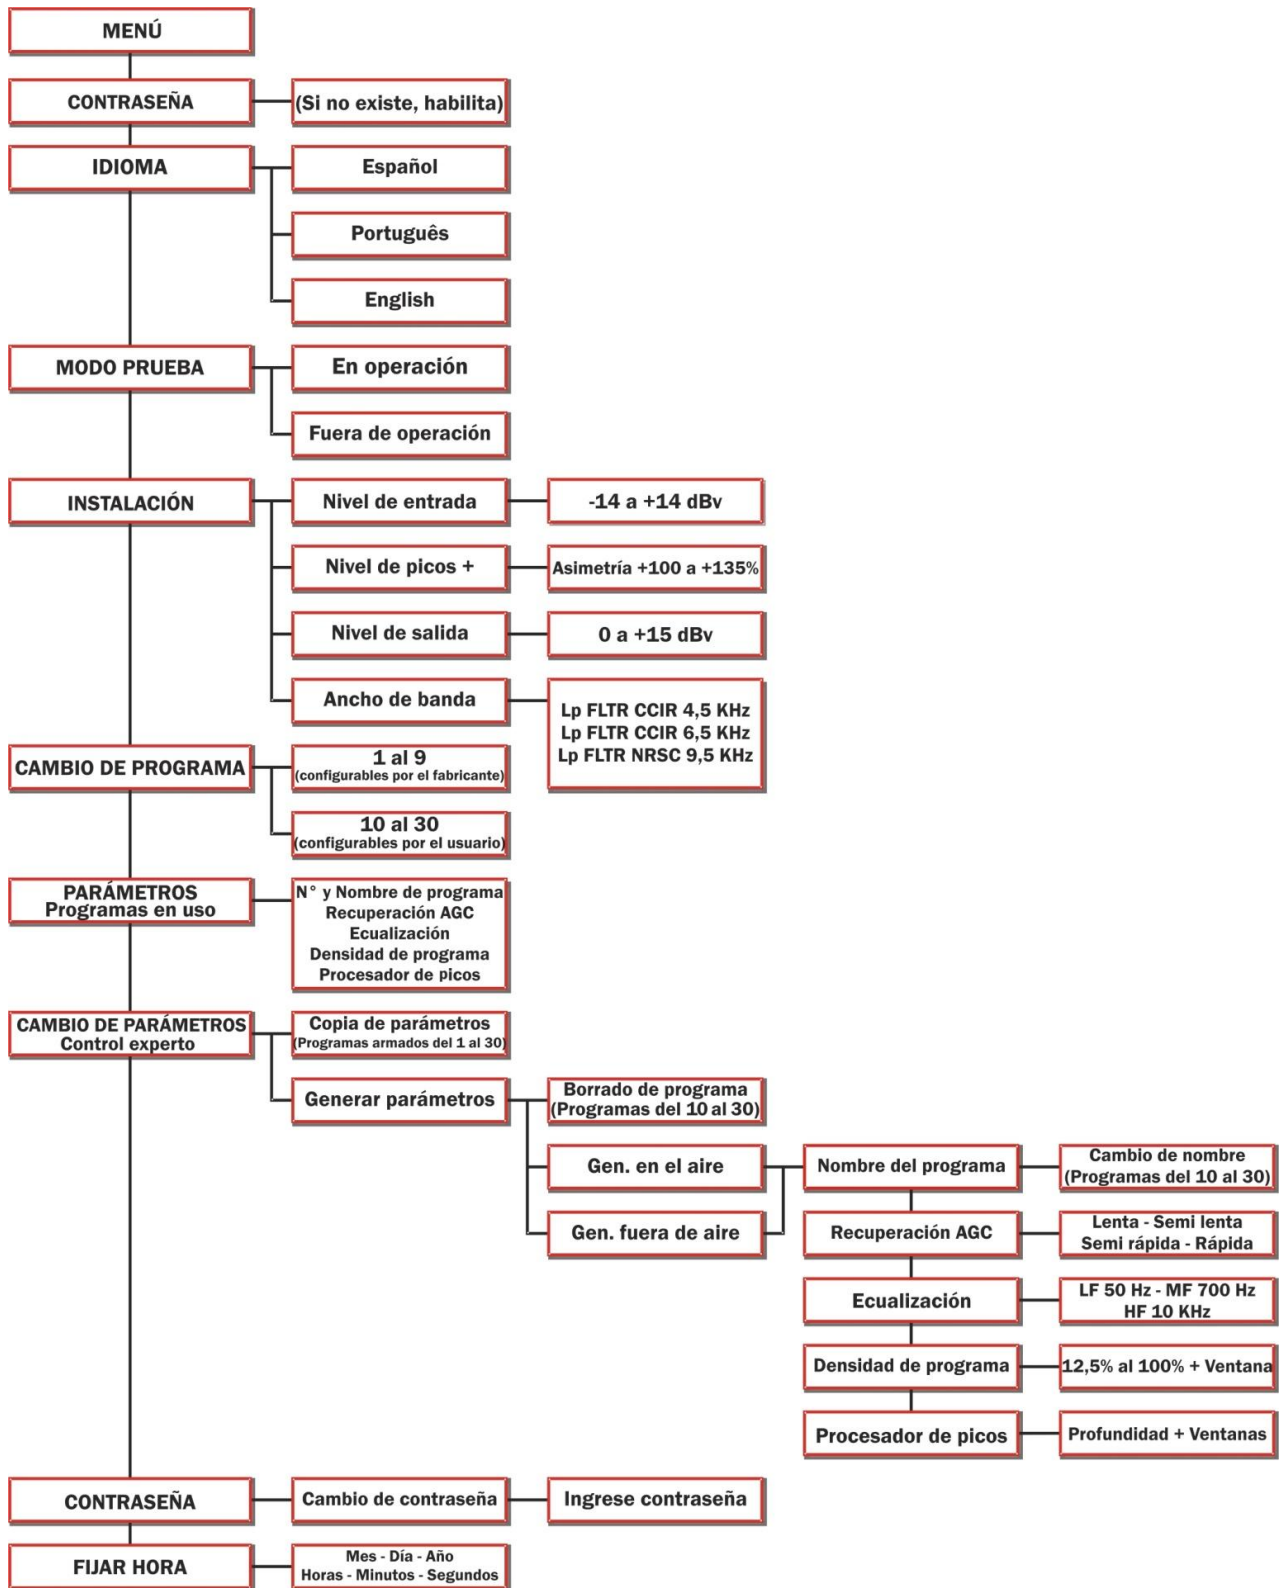 MENÚ
CONTRASEÑA
(Si no existe, habilita)
IDIOMA
Español
Português
English
MODO PRUEBA
En operación
Fuera de operación
INSTALACIÓN
Nivel de entrada
-14 a +14 dBv
Nivel de picos +
Asimetría +100 a +135%
Nivel de salida
0 a +15 dBv
Ancho de banda
Lp FLTR CCIR 4,5 KHz
Lp FLTR CCIR 6,5 KHz
Lp FLTR NRSC 9,5 KHz
CAMBIO DE PROGRAMA
1 al 9
(configurables por el fabricante)
10 al 30
(configurables por el usuario)
PARÁMETROS
Programas en uso
N° y Nombre de programa
Recuperación AGC
Ecualización
Densidad de programa
Procesador de picos
CAMBIO DE PARÁMETROS
Control experto
Copia de parámetros
(Programas armados del 1 al 30)
Generar parámetros
Borrado de programa
(Programas del 10 al 30)
Gen. en el aire
Gen. fuera de aire
Nombre del programa
Cambio de nombre
(Programas del 10 al 30)
Recuperación AGC
Lenta - Semi lenta
Semi rápida - Rápida
Ecualización
LF 50 Hz - MF 700 Hz
HF 10 KHz
Densidad de programa
12,5% al 100% + Ventana
Procesador de picos
Profundidad + Ventanas
CONTRASEÑA
Cambio de contraseña
Ingrese contraseña
FIJAR HORA
Mes - Día - Año
Horas - Minutos - Segundos